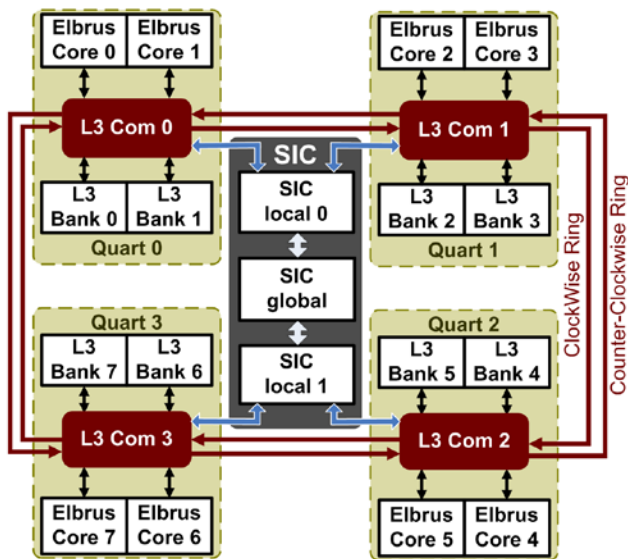 Elbrus
Core 0
Elbrus
Core 1
L3 Com 0
L3
Bank 0
L3
Bank 1
Quart 0
Elbrus
Core 2
Elbrus
Core 3
L3 Com 1
L3
Bank 2
L3
Bank 3
Quart 1
SIC
SIC
local 0
SIC
global
SIC
local 1
ClockWise Ring
Counter-Clockwise Ring
Quart 3
L3
Bank 7
L3
Bank 6
L3 Com 3
Elbrus
Core 7
Elbrus
Core 6
Quart 2
L3
Bank 5
L3
Bank 4
L3 Com 2
Elbrus
Core 5
Elbrus
Core 4